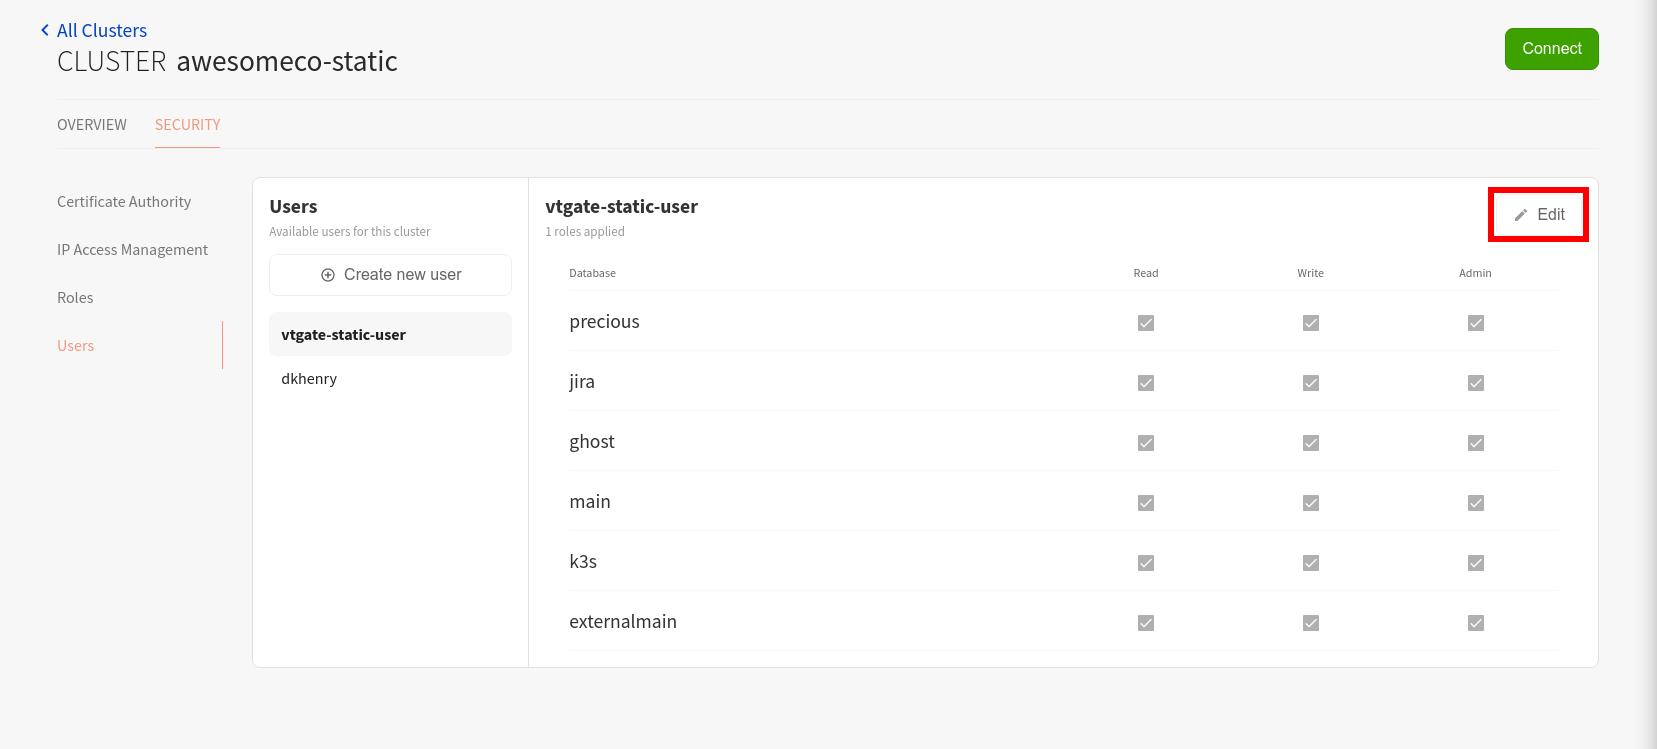 All Clusters
CLUSTER awesomeco-static
Connect
OVERVIEW SECURITY
Certificate Authority
IP Access Management
Roles
Users
Users
Available users for this cluster
Create new user
vtgate-static-user
dkhenry
vtgate-static-user
1 roles applied
Edit
Database Read Write Admin
precious
jira
ghost
main
k3s
externalmain